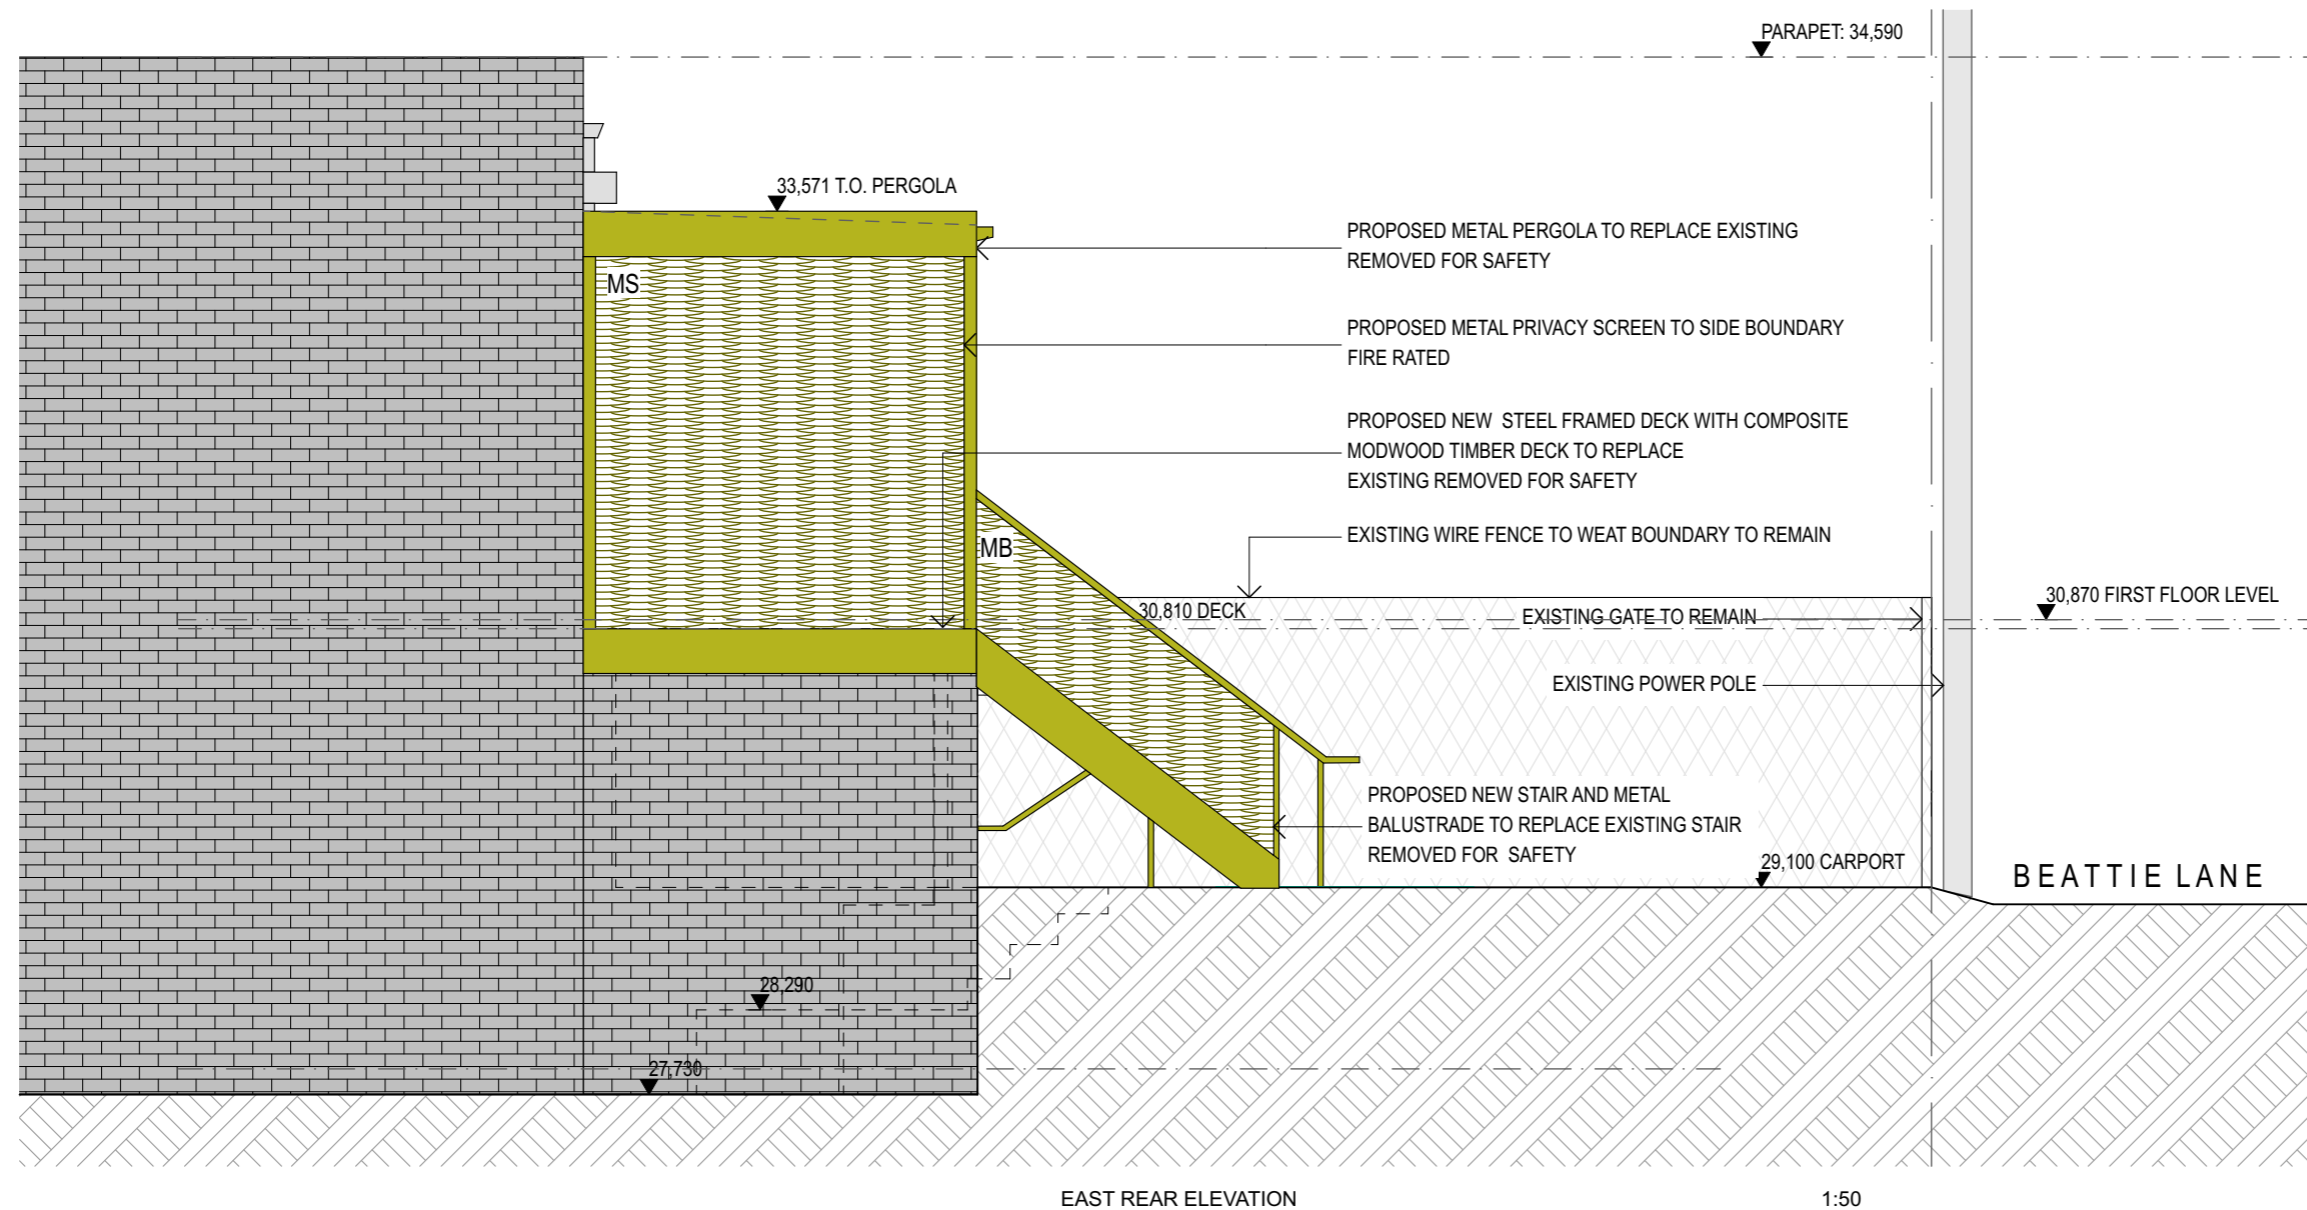 PARAPET: 34,590
33,571 T.O. PERGOLA
PROPOSED METAL PERGOLA TO REPLACE EXISTING
REMOVED FOR SAFETY
MS
PROPOSED METAL PRIVACY SCREEN TO SIDE BOUNDARY
FIRE RATED
PROPOSED NEW STEEL FRAMED DECK WITH COMPOSITE
MODWOOD TIMBER DECK TO REPLACE
EXISTING REMOVED FOR SAFETY
EXISTING WIRE FENCE TO WEAT BOUNDARY TO REMAIN
MB
30,870 FIRST FLOOR LEVEL
30,810 DECK
EXISTING GATE TO REMAIN
EXISTING POWER POLE
PROPOSED NEW STAIR AND METAL
BALUSTRADE TO REPLACE EXISTING STAIR
REMOVED FOR SAFETY
29,100 CARPORT
BEATTIE LANE
28,290
27,730
EAST REAR ELEVATION
1:50